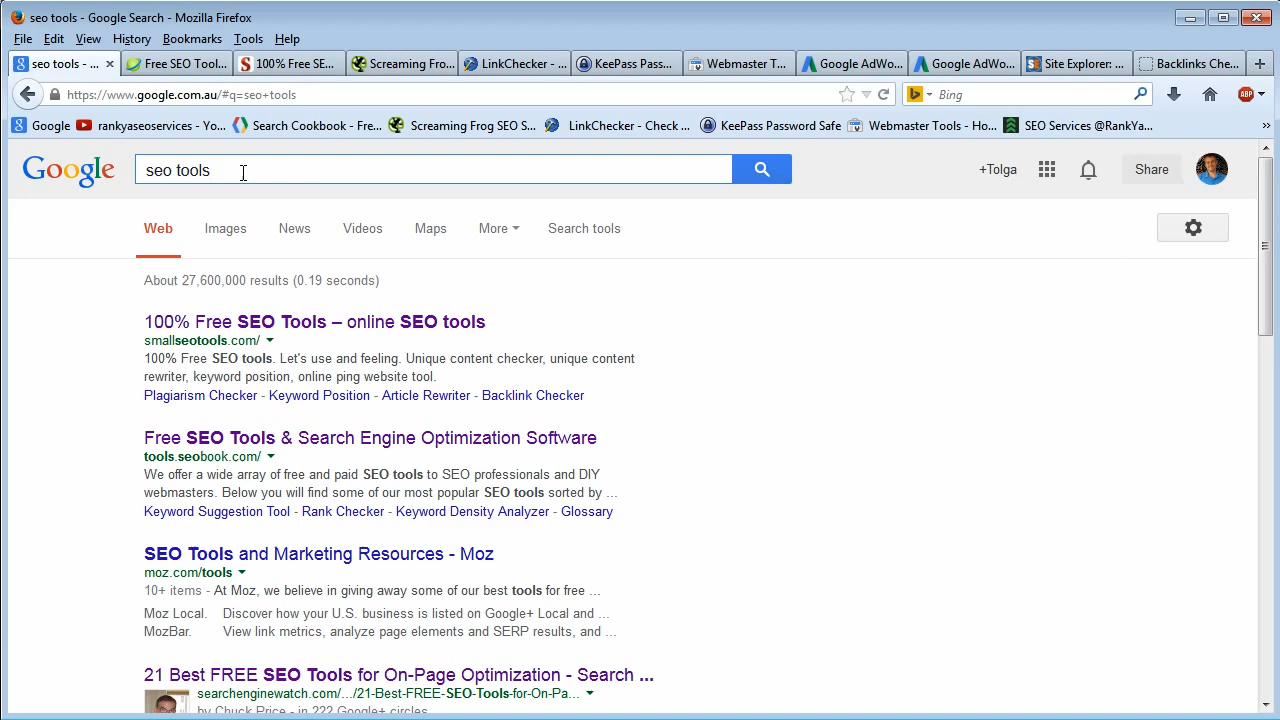 seo tools - Google Search - Mozilla Firefox
File Edit View History Bookmarks Tools Help
seo tools - ... Free SEO Tool... 100% Free SE... Screaming Fro... LinkChecker - ... KeePass Pass... Webmaster T... Google AdWo... Google AdWo... Site Explorer: ... Backlinks Che...
https://www.google.com.au/#q=seo+tools Bing ABP
Google rankyaseoservices - Yo... Search Cookbook - Fre... Screaming Frog SEO S... LinkChecker - Check ... KeePass Password Safe Webmaster Tools - Ho... SEO Services @RankYa...
Google seo tools +Tolga Share
Web Images News Videos Maps More Search tools
About 27,600,000 results (0.19 seconds)
100% Free SEO Tools – online SEO tools
smallseotools.com/
100% Free SEO tools. Let's use and feeling. Unique content checker, unique content
rewriter, keyword position, online ping website tool.
Plagiarism Checker - Keyword Position - Article Rewriter - Backlink Checker
Free SEO Tools & Search Engine Optimization Software
tools.seobook.com/
We offer a wide array of free and paid SEO tools to SEO professionals and DIY
webmasters. Below you will find some of our most popular SEO tools sorted by ...
Keyword Suggestion Tool - Rank Checker - Keyword Density Analyzer - Glossary
SEO Tools and Marketing Resources - Moz
moz.com/tools
10+ items - At Moz, we believe in giving away some of our best tools for free ...
Moz Local. Discover how your U.S. business is listed on Google+ Local and ...
MozBar. View link metrics, analyze page elements and SERP results, and ...
21 Best FREE SEO Tools for On-Page Optimization - Search ...
searchenginewatch.com/.../21-Best-FREE-SEO-Tools-for-On-Pa...
by Chuck Price - in 222 Google+ circles